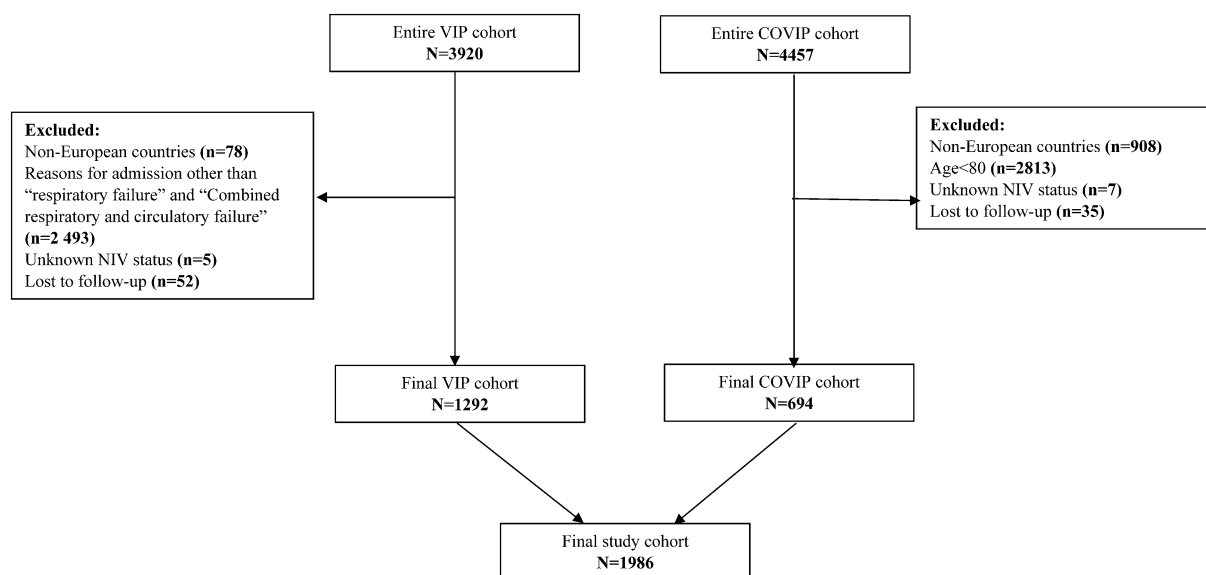 Entire VIP cohort
N=3920
Entire COVIP cohort
N=4457
Excluded:
Non-European countries (n=78)
Reasons for admission other than
“respiratory failure” and “Combined
respiratory and circulatory failure”
(n=2 493)
Unknown NIV status (n=5)
Lost to follow-up (n=52)
Excluded:
Non-European countries (n=908)
Age<80 (n=2813)
Unknown NIV status (n=7)
Lost to follow-up (n=35)
Final VIP cohort
N=1292
Final COVIP cohort
N=694
Final study cohort
N=1986